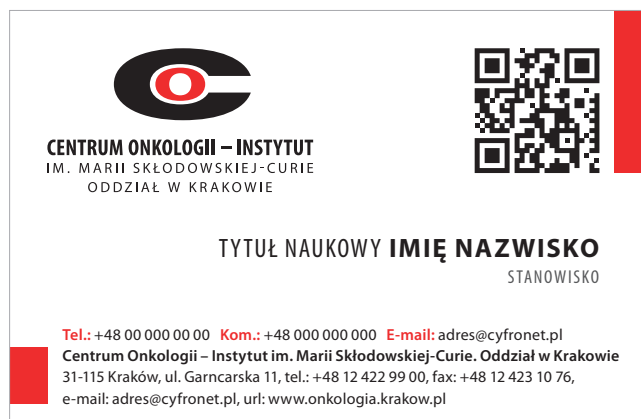 CENTRUM ONKOLOGII – INSTYTUT
IM. MARII SKŁODOWSKIEJ-CURIE
ODDZIAŁ W KRAKOWIE
TYTUŁ NAUKOWY IMIĘ NAZWISKO
STANOWISKO
Tel.: +48 00 000 00 00 Kom.: +48 000 000 000 E-mail: adres@cyfronet.pl
Centrum Onkologii – Instytut im. Marii Skłodowskiej-Curie. Oddział w Krakowie
31-115 Kraków, ul. Garncarska 11, tel.: +48 12 422 99 00, fax: +48 12 423 10 76,
e-mail: adres@cyfronet.pl, url: www.onkologia.krakow.pl